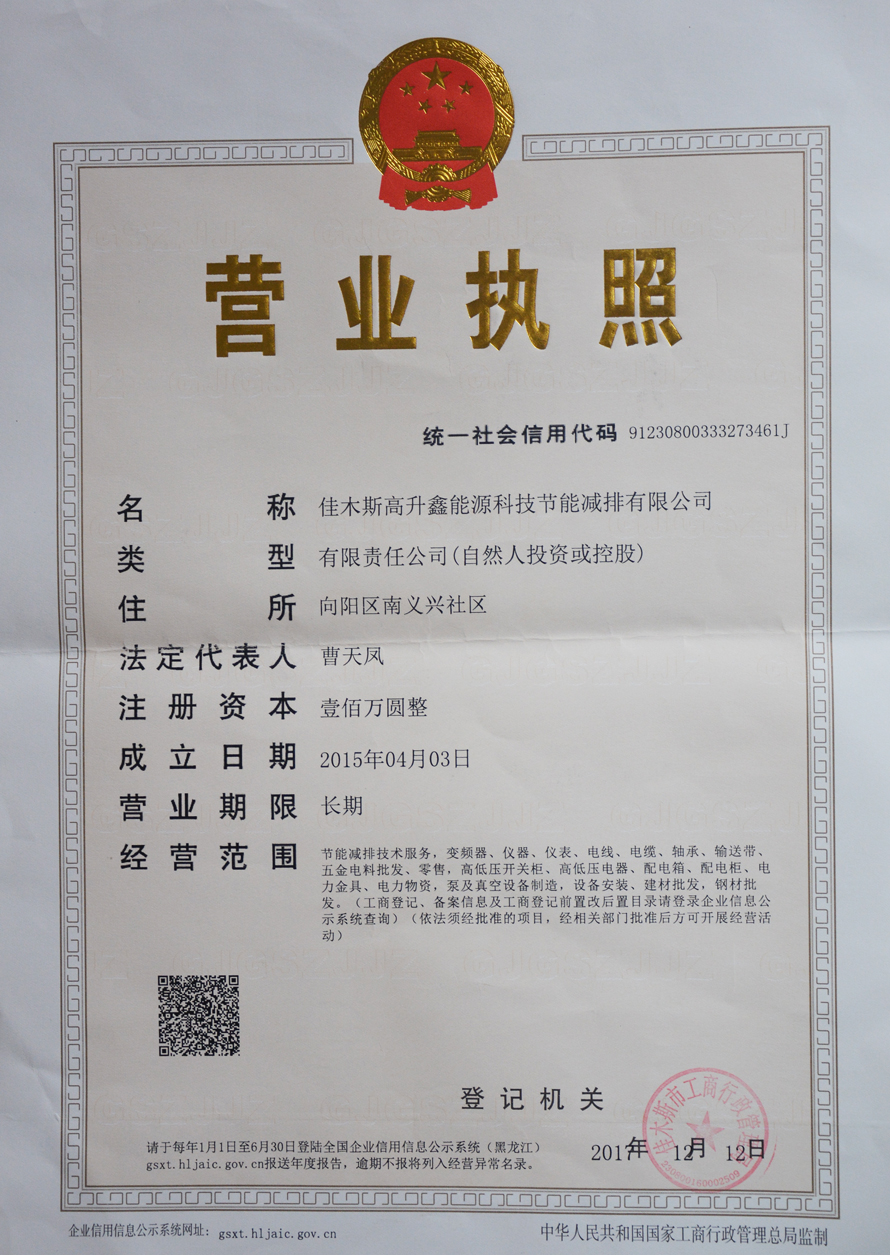 营业执照
统一社会信用代码 91230800333273461J
名称 佳木斯高升鑫能源科技节能减排有限公司
类型 有限责任公司(自然人投资或控股)
住所 向阳区南义兴社区
法定代表人 曹天凤
注册资本 壹佰万圆整
成立日期 2015年04月03日
营业期限 长期
经营范围 节能减排技术服务，变频器、仪器、仪表、电线、电缆、轴承、输送带、
五金电料批发、零售，高低压开关柜、高低压电器、配电箱、配电柜、电
力金具、电力物资，泵及真空设备制造，设备安装、建材批发，钢材批
发。（工商登记、备案信息及工商登记前置改后置目录请登录企业信息公
示系统查询）（依法须经批准的项目，经相关部门批准后方可开展经营活
动）
登记机关
佳木斯市工商行政管理局
2017年 12月 12日
请于每年1月1日至6月30日登陆全国企业信用信息公示系统（黑龙江）
gsxt.hljaic.gov.cn报送年度报告，逾期不报将列入经营异常名录。
企业信用信息公示系统网址：gsxt.hljaic.gov.cn
中华人民共和国国家工商行政管理总局监制